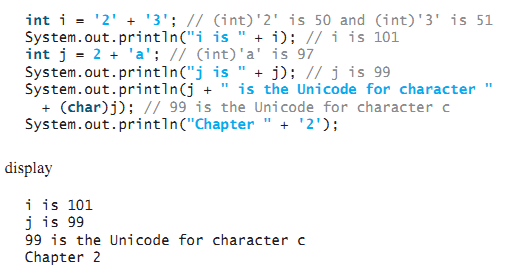 int i = '2' + '3'; // (int)'2' is 50 and (int)'3' is 51
System.out.println("i is " + i); // i is 101
int j = 2 + 'a'; // (int)'a' is 97
System.out.println("j is " + j); // j is 99
System.out.println(j + " is the Unicode for character "
+ (char)j); // 99 is the Unicode for character c
System.out.println("Chapter " + '2');
display
i is 101
j is 99
99 is the Unicode for character c
Chapter 2